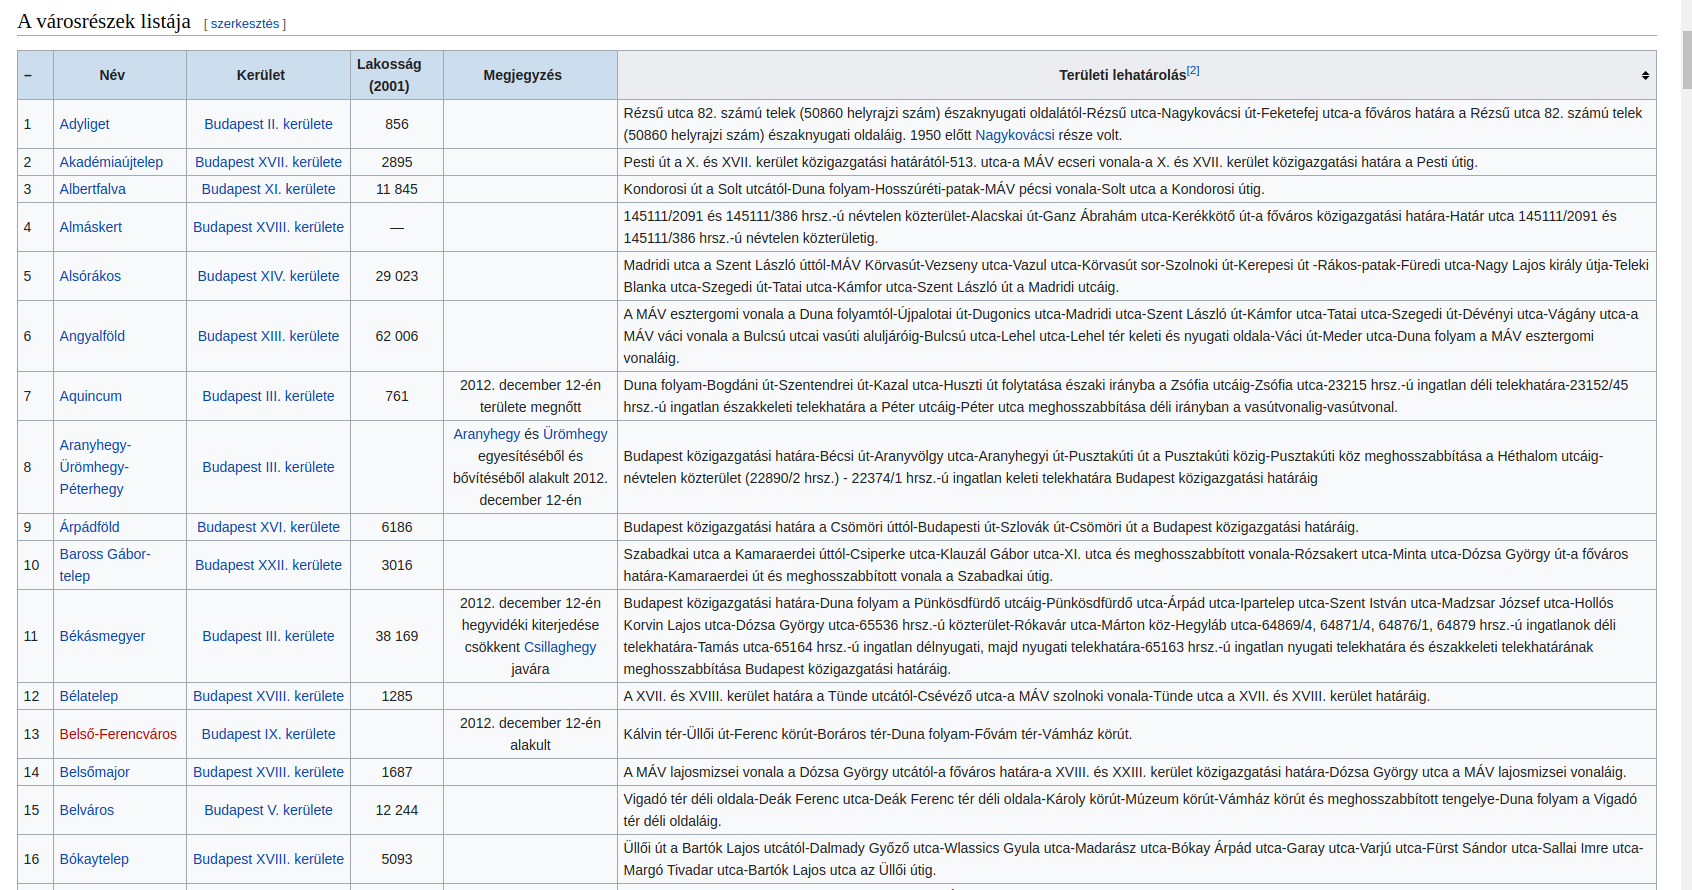 A városrészek listája [ szerkesztés ]
– Név Kerület Lakosság (2001) Megjegyzés Területi lehatárolás[2]
1 Adyliget Budapest II. kerülete 856 Rézsű utca 82. számú telek (50860 helyrajzi szám) északnyugati oldalától-Rézsű utca-Nagykovácsi út-Feketefej utca-a főváros határa a Rézsű utca 82. számú telek
(50860 helyrajzi szám) északnyugati oldaláig. 1950 előtt Nagykovácsi része volt.
2 Akadémiaújtelep Budapest XVII. kerülete 2895 Pesti út a X. és XVII. kerület közigazgatási határától-513. utca-a MÁV ecseri vonala-a X. és XVII. kerület közigazgatási határa a Pesti útig.
3 Albertfalva Budapest XI. kerülete 11 845 Kondorosi út a Solt utcától-Duna folyam-Hosszúréti-patak-MÁV pécsi vonala-Solt utca a Kondorosi útig.
4 Almáskert Budapest XVIII. kerülete — 145111/2091 és 145111/386 hrsz.-ú névtelen közterület-Alacskai út-Ganz Ábrahám utca-Kerékkötő út-a főváros közigazgatási határa-Határ utca 145111/2091 és
145111/386 hrsz.-ú névtelen közterületig.
5 Alsórákos Budapest XIV. kerülete 29 023 Madridi utca a Szent László úttól-MÁV Körvasút-Vezseny utca-Vazul utca-Körvasút sor-Szolnoki út-Kerepesi út -Rákos-patak-Füredi utca-Nagy Lajos király útja-Teleki
Blanka utca-Szegedi út-Tatai utca-Kámfor utca-Szent László út a Madridi utcáig.
6 Angyalföld Budapest XIII. kerülete 62 006 A MÁV esztergomi vonala a Duna folyamtól-Újpalotai út-Dugonics utca-Madridi utca-Szent László út-Kámfor utca-Tatai utca-Szegedi út-Dévényi utca-Vágány utca-a
MÁV váci vonala a Bulcsú utcai vasúti aluljáróig-Bulcsú utca-Lehel utca-Lehel tér keleti és nyugati oldala-Váci út-Meder utca-Duna folyam a MÁV esztergomi
vonaláig.
7 Aquincum Budapest III. kerülete 761 2012. december 12-én
területe megnőtt
Duna folyam-Bogdáni út-Szentendrei út-Kazal utca-Huszti út folytatása északi irányba a Zsófia utcáig-Zsófia utca-23215 hrsz.-ú ingatlan déli telekhatára-23152/45
hrsz.-ú ingatlan északkeleti telekhatára a Péter utcáig-Péter utca meghosszabbítása déli irányban a vasútvonalig-vasútvonal.
8 Aranyhegy-
Ürömhegy-
Péterhegy
Budapest III. kerülete
Aranyhegy és Ürömhegy
egyesítéséből és
bővítéséből alakult 2012.
december 12-én
Budapest közigazgatási határa-Bécsi út-Aranyvölgy utca-Aranyhegyi út-Pusztakúti út a Pusztakúti közig-Pusztakúti köz meghosszabbítása a Héthalom utcáig-
névtelen közterület (22890/2 hrsz.) - 22374/1 hrsz.-ú ingatlan keleti telekhatára Budapest közigazgatási határáig
9 Árpádföld Budapest XVI. kerülete 6186 Budapest közigazgatási határa a Csömöri úttól-Budapesti út-Szlovák út-Csömöri út a Budapest közigazgatási határáig.
10 Baross Gábor-
telep
Budapest XXII. kerülete 3016 Szabadkai utca a Kamaraerdei úttól-Csiperke utca-Klauzál Gábor utca-XI. utca és meghosszabbított vonala-Rózsakert utca-Minta utca-Dózsa György út-a főváros
határa-Kamaraerdei út és meghosszabbított vonala a Szabadkai útig.
11 Békásmegyer Budapest III. kerülete 38 169 2012. december 12-én
hegyvidéki kiterjedése
csökkent Csillaghegy
javára
Budapest közigazgatási határa-Duna folyam a Pünkösdfürdő utcáig-Pünkösdfürdő utca-Árpád utca-Ipartelep utca-Szent István utca-Madzsar József utca-Hollós
Korvin Lajos utca-Dózsa György utca-65536 hrsz.-ú közterület-Rókavár utca-Márton köz-Hegyláb utca-64869/4, 64871/4, 64876/1, 64879 hrsz.-ú ingatlanok déli
telekhatára-Tamás utca-65164 hrsz.-ú ingatlan délnyugati, majd nyugati telekhatára-65163 hrsz.-ú ingatlan nyugati telekhatára és északkeleti telekhatárának
meghosszabbítása Budapest közigazgatási határáig.
12 Bélatelep Budapest XVIII. kerülete 1285 A XVII. és XVIII. kerület határa a Tünde utcától-Csévéző utca-a MÁV szolnoki vonala-Tünde utca a XVII. és XVIII. kerület határáig.
13 Belső-Ferencváros Budapest IX. kerülete 2012. december 12-én
alakult
Kálvin tér-Üllői út-Ferenc körút-Boráros tér-Duna folyam-Fővám tér-Vámház körút.
14 Belsőmajor Budapest XVIII. kerülete 1687 A MÁV lajosmizsei vonala a Dózsa György utcától-a főváros határa-a XVIII. és XXIII. kerület közigazgatási határa-Dózsa György utca a MÁV lajosmizsei vonaláig.
15 Belváros Budapest V. kerülete 12 244 Vigadó tér déli oldala-Deák Ferenc utca-Deák Ferenc tér déli oldala-Károly körút-Múzeum körút-Vámház körút és meghosszabbított tengelye-Duna folyam a Vigadó
tér déli oldaláig.
16 Bókaytelep Budapest XVIII. kerülete 5093 Üllői út a Bartók Lajos utcától-Dalmady Győző utca-Wlassics Gyula utca-Madarász utca-Bókay Árpád utca-Garay utca-Varjú utca-Fürst Sándor utca-Sallai Imre utca-
Margó Tivadar utca-Bartók Lajos utca az Üllői útig.